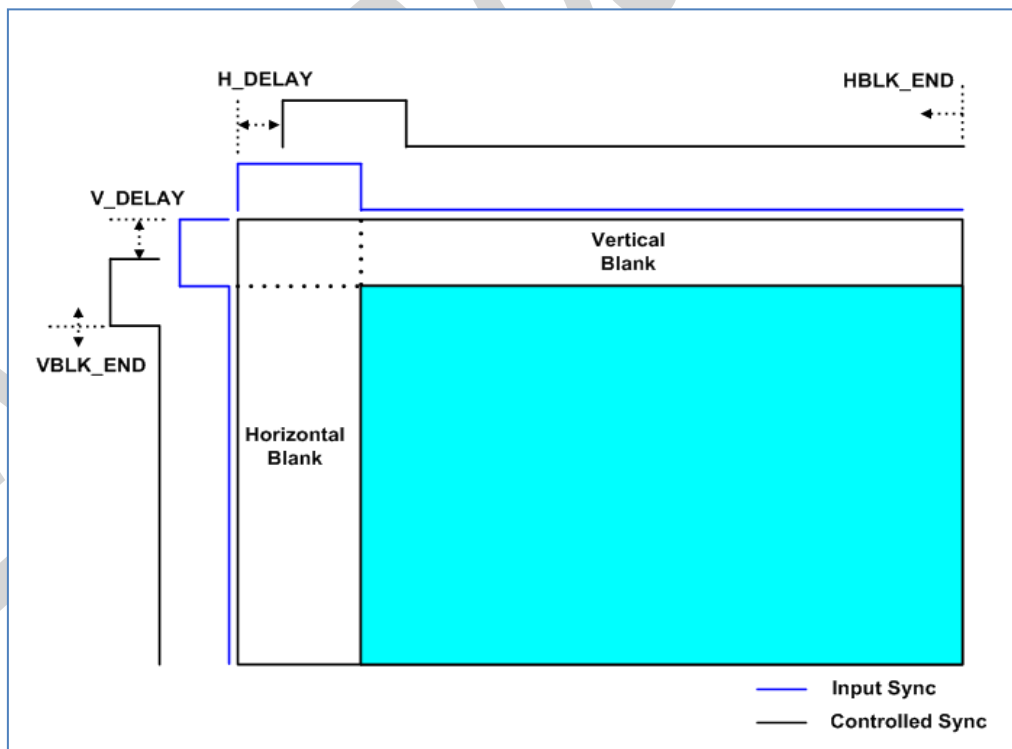 H_DELAY
HBLK_END
V_DELAY
Vertical
Blank
VBLK_END
Horizontal
Blank
Input Sync
Controlled Sync